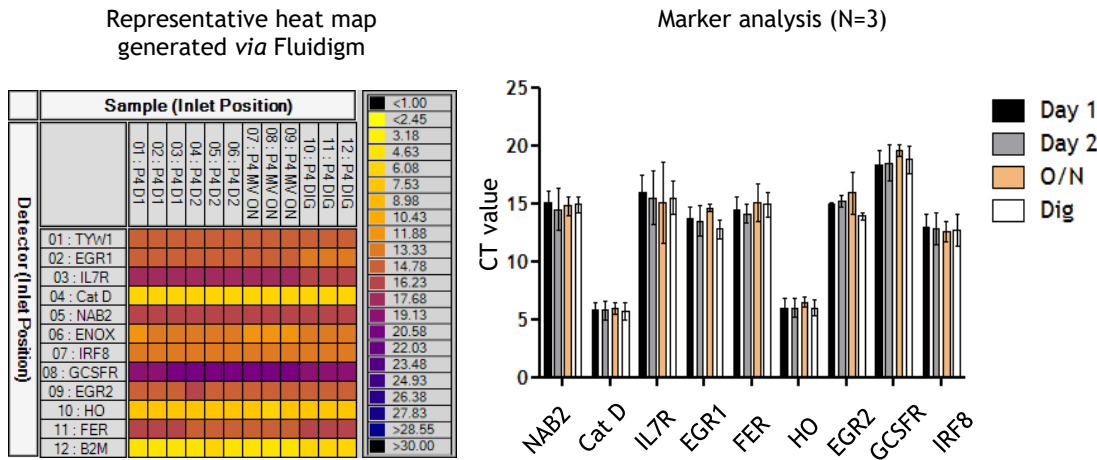 Representative heat map
generated via Fluidigm
Marker analysis (N=3)
Sample (Inlet Position)
Detector (Inlet Position)
01 : P4 D1
02 : P4 D1
03 : P4 D1
04 : P4 D2
05 : P4 D2
06 : P4 D2
07 : P4 MV ON
08 : P4 MV ON
09 : P4 MV ON
10 : P4 DIG
11 : P4 DIG
12 : P4 DIG
01 : TYW1
02 : EGR1
03 : IL7R
04 : Cat D
05 : NAB2
06 : ENOX
07 : IRF8
08 : GCSFR
09 : EGR2
10 : HO
11 : FER
12 : B2M
<1.00
<2.45
3.18
4.63
6.08
7.53
8.98
10.43
11.88
13.33
14.78
16.23
17.68
19.13
20.58
22.03
23.48
24.93
26.38
27.83
>28.55
>30.00
CT value
25
20
15
10
5
0
NAB2
Cat D
IL7R
EGR1
FER
HO
EGR2
GCSFR
IRF8
Day 1
Day 2
O/N
Dig